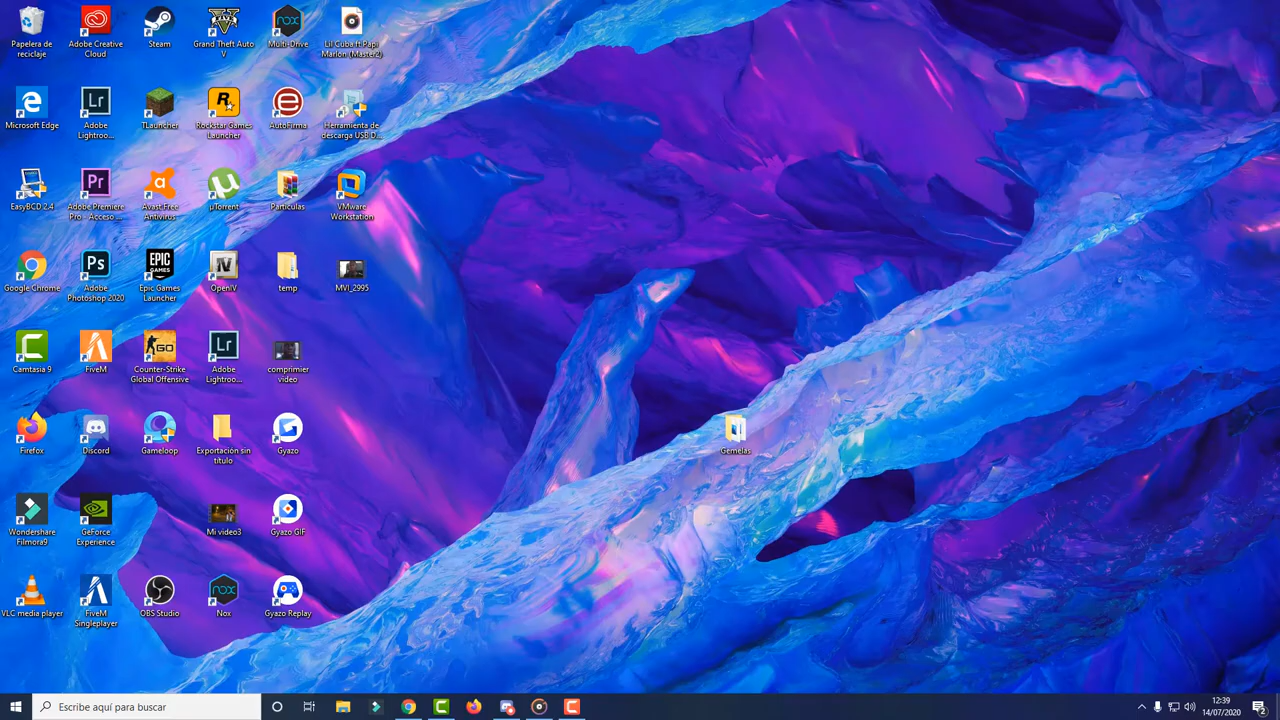 Papelera de
reciclaje
Adobe Creative
Cloud
Steam
Grand Theft Auto
V
Multi-Drive
Lil Cuba ft Papi
Marlon (Master2)
Microsoft Edge
Adobe
Lightroo...
TLauncher
Rockstar Games
Launcher
AutoFirma
Herramienta de
descarga USB D...
EasyBCD 2.4
Adobe Premiere
Pro - Acceso ...
Avast Free
Antivirus
µTorrent
Particulas
VMware
Workstation
Google Chrome
Adobe
Photoshop 2020
Epic Games
Launcher
OpenIV
temp
MVI_2995
Camtasia 9
FiveM
Counter-Strike
Global Offensive
Adobe
Lightroo...
comprimier
video
Firefox
Discord
Gameloop
Exportación sin
título
Gyazo
Gemelas
Wondershare
Filmora9
GeForce
Experience
Mi video3
Gyazo GIF
VLC media player
FiveM
Singleplayer
OBS Studio
Nox
Gyazo Replay
Escribe aquí para buscar
12:39
14/07/2020
2